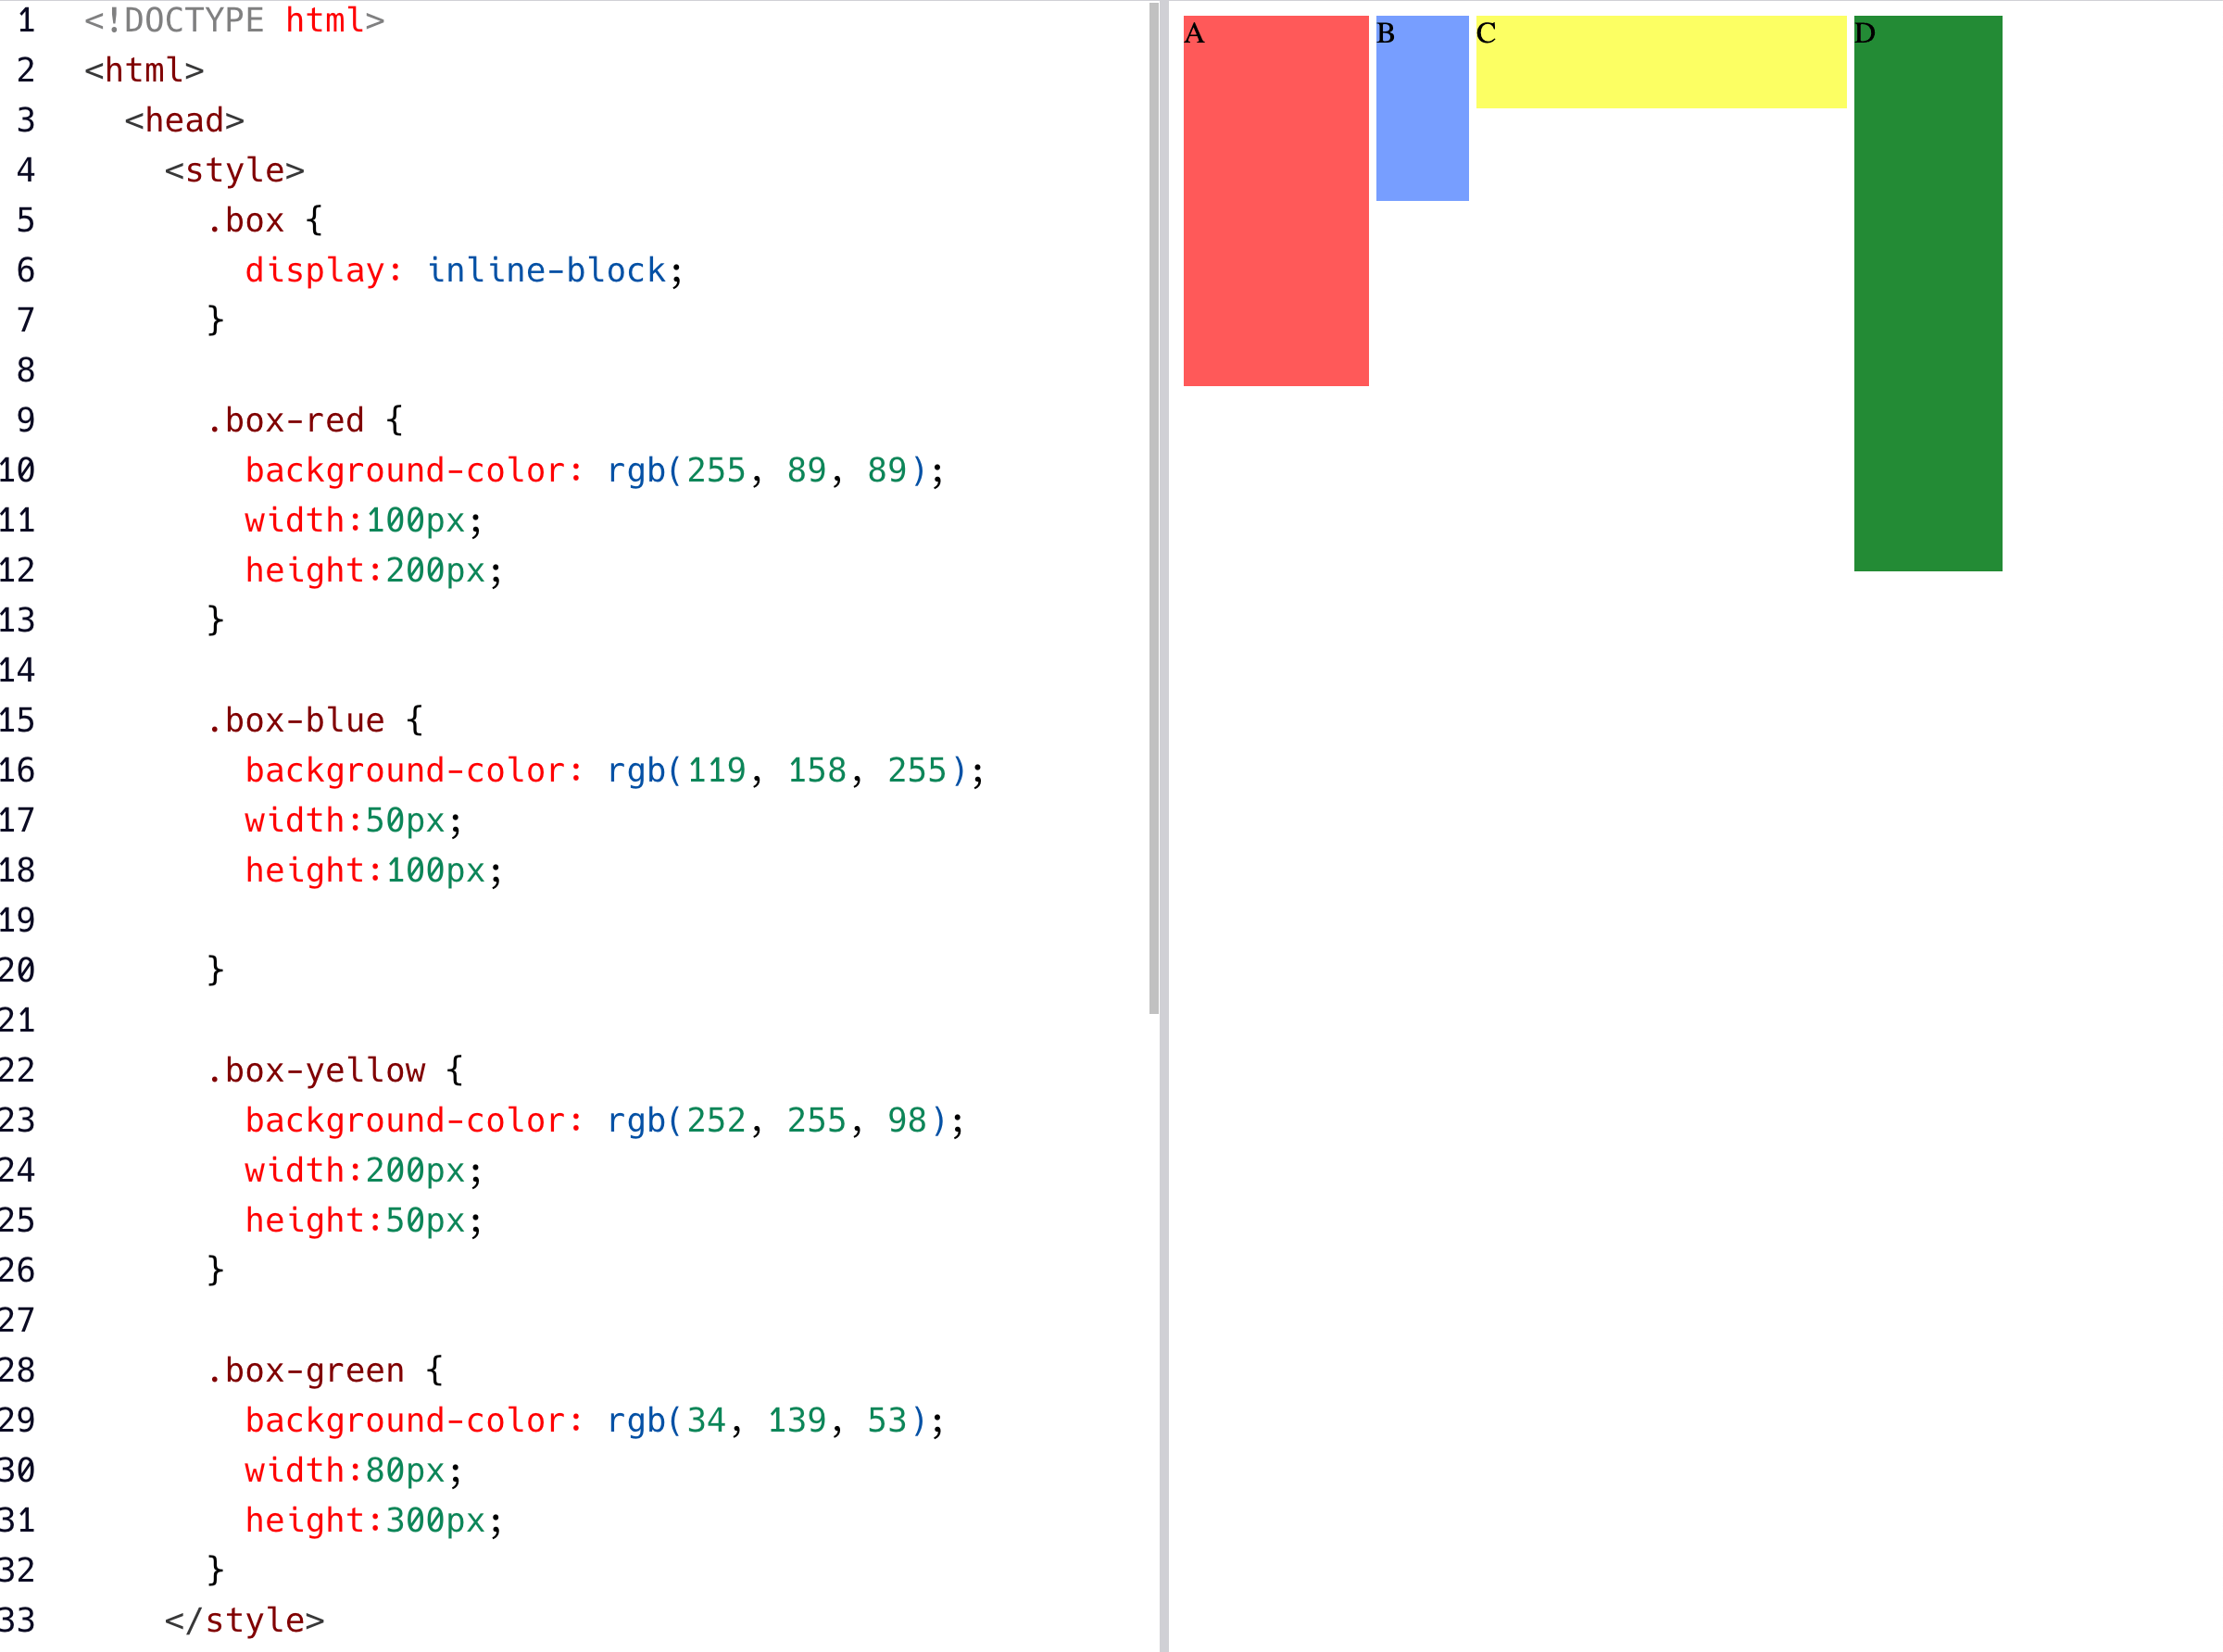 1 <!DOCTYPE html>
2 <html>
3   <head>
4     <style>
5       .box {
6         display: inline-block;
7       }
8
9       .box-red {
10         background-color: rgb(255, 89, 89);
11         width:100px;
12         height:200px;
13       }
14
15       .box-blue {
16         background-color: rgb(119, 158, 255);
17         width:50px;
18         height:100px;
19
20       }
21
22       .box-yellow {
23         background-color: rgb(252, 255, 98);
24         width:200px;
25         height:50px;
26       }
27
28       .box-green {
29         background-color: rgb(34, 139, 53);
30         width:80px;
31         height:300px;
32       }
33     </style>
A B C D